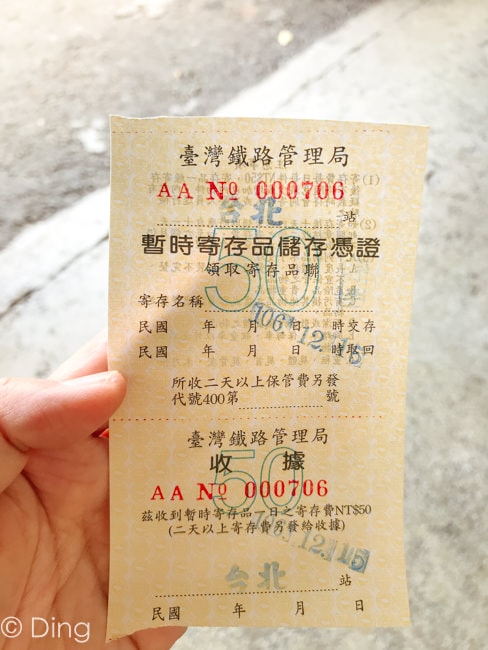 臺灣鐵路管理局
AA № 000706
台北 站
暫時寄存品儲存憑證
50
領取寄存品聯
寄存名稱
106.12.15
民國 年 月 日 時交存
民國 年 月 日 時取回
所收二天以上保管費另發
代號400第 號
臺灣鐵路管理局
收據
50
AA № 000706
茲收到暫時寄存品一日之寄存費NT$50
(二天以上寄存費另發給收據)
106.12.15
台北 站
民國 年 月 日
© Ding